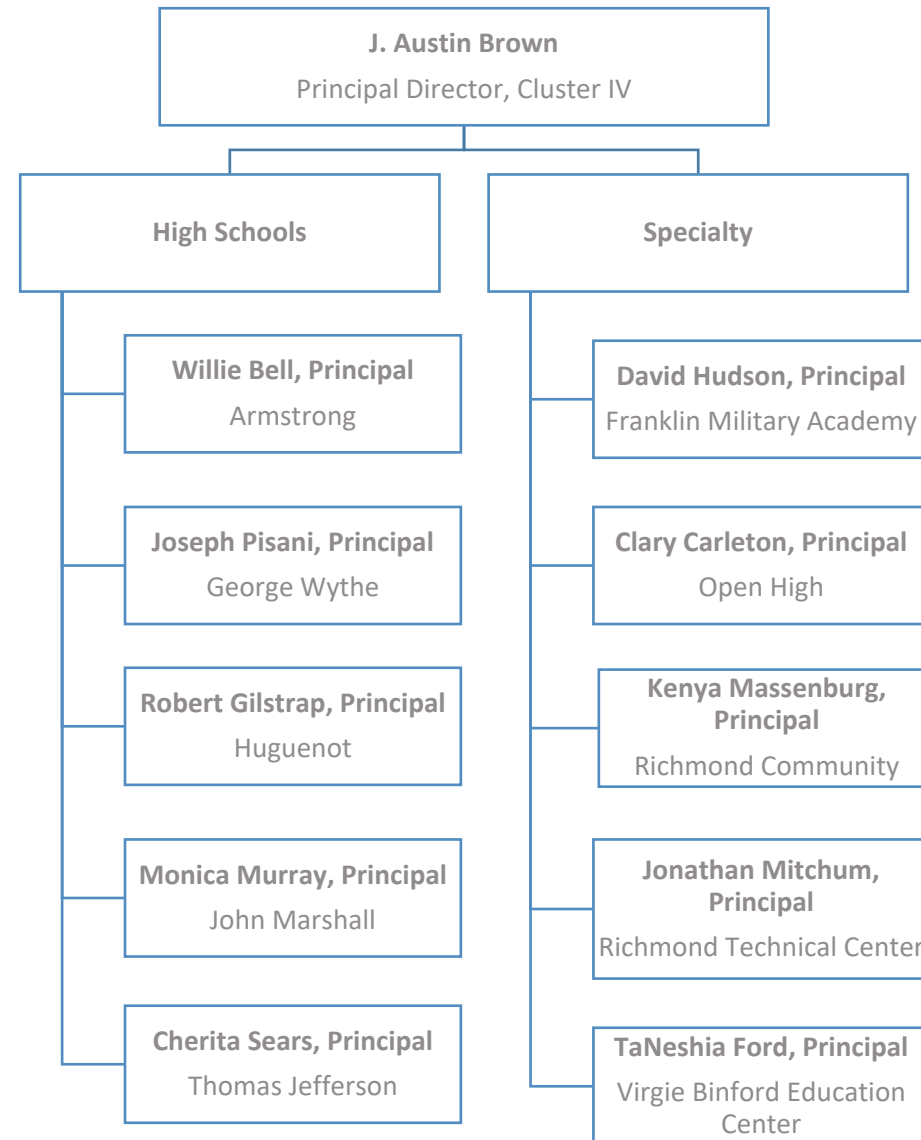 J. Austin Brown
Principal Director, Cluster IV
High Schools
Willie Bell, Principal
Armstrong
Joseph Pisani, Principal
George Wythe
Robert Gilstrap, Principal
Huguenot
Monica Murray, Principal
John Marshall
Cherita Sears, Principal
Thomas Jefferson
Specialty
David Hudson, Principal
Franklin Military Academy
Clary Carleton, Principal
Open High
Kenya Massenburg,
Principal
Richmond Community
Jonathan Mitchum,
Principal
Richmond Technical Center
TaNeshia Ford, Principal
Virgie Binford Education
Center